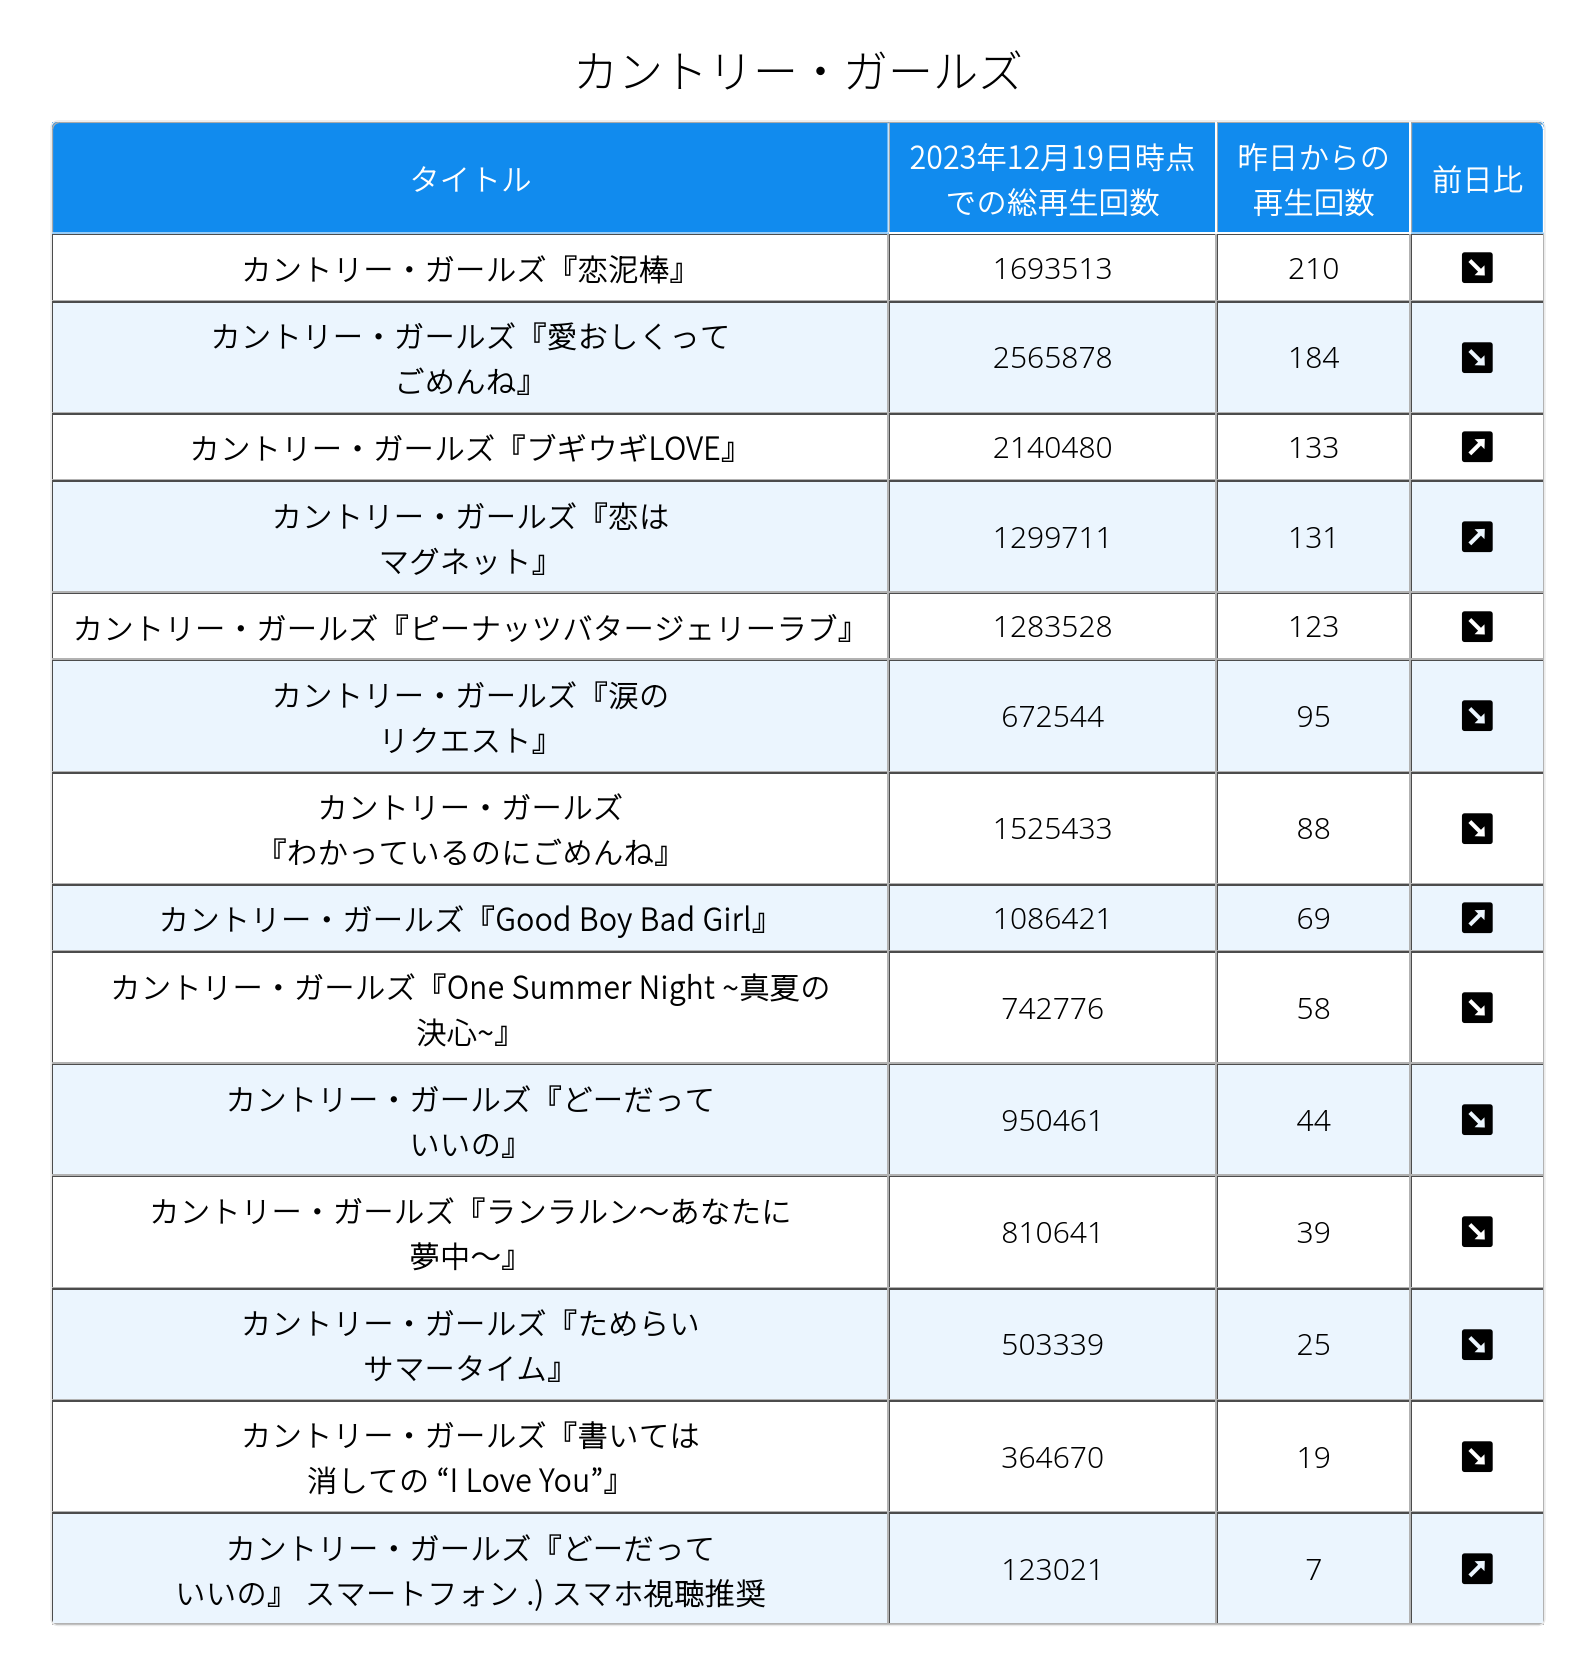 カントリー・ガールズ
タイトル
2023年12月19日時点
での総再生回数
昨日からの
再生回数
前日比
カントリー・ガールズ『恋泥棒』
1693513
210
カントリー・ガールズ『愛おしくって
ごめんね』
2565878
184
カントリー・ガールズ『ブギウギLOVE』
2140480
133
カントリー・ガールズ『恋は
マグネット』
1299711
131
カントリー・ガールズ『ピーナッツバタージェリーラブ』
1283528
123
カントリー・ガールズ『涙の
リクエスト』
672544
95
カントリー・ガールズ
『わかっているのにごめんね』
1525433
88
カントリー・ガールズ『Good Boy Bad Girl』
1086421
69
カントリー・ガールズ『One Summer Night ~真夏の
決心~』
742776
58
カントリー・ガールズ『どーだって
いいの』
950461
44
カントリー・ガールズ『ランラルン〜あなたに
夢中〜』
810641
39
カントリー・ガールズ『ためらい
サマータイム』
503339
25
カントリー・ガールズ『書いては
消しての “I Love You”』
364670
19
カントリー・ガールズ『どーだって
いいの』 スマートフォン .) スマホ視聴推奨
123021
7